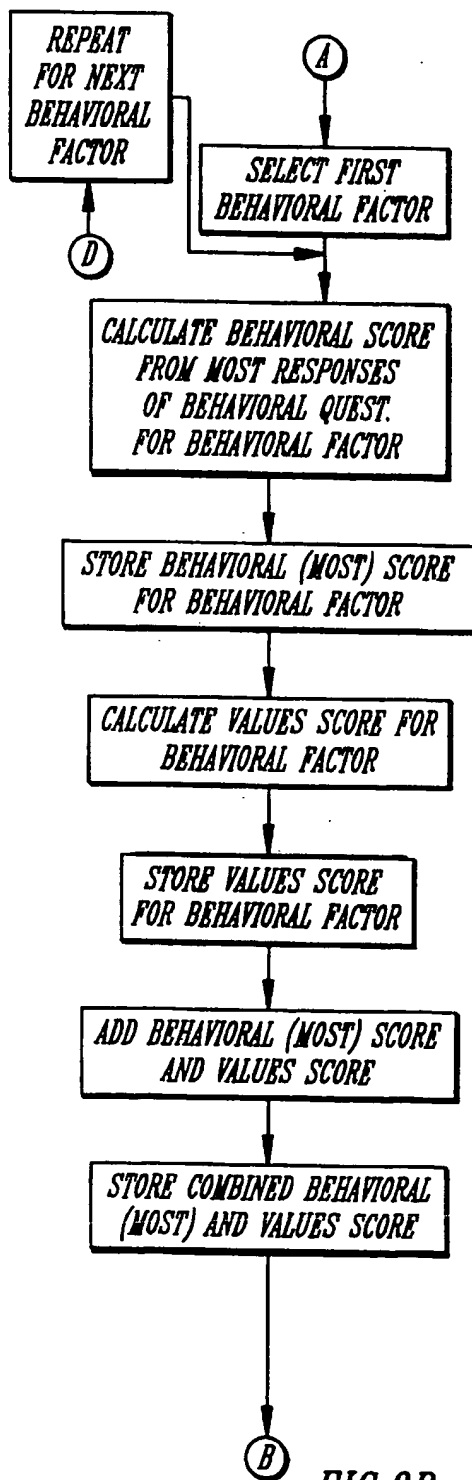 REPEAT
FOR NEXT
BEHAVIORAL
FACTOR
D
A
SELECT FIRST
BEHAVIORAL FACTOR
CALCULATE BEHAVIORAL SCORE
FROM MOST RESPONSES
OF BEHAVIORAL QUEST.
FOR BEHAVIORAL FACTOR
STORE BEHAVIORAL (MOST) SCORE
FOR BEHAVIORAL FACTOR
CALCULATE VALUES SCORE FOR
BEHAVIORAL FACTOR
STORE VALUES SCORE
FOR BEHAVIORAL FACTOR
ADD BEHAVIORAL (MOST) SCORE
AND VALUES SCORE
STORE COMBINED BEHAVIORAL
(MOST) AND VALUES SCORE
B